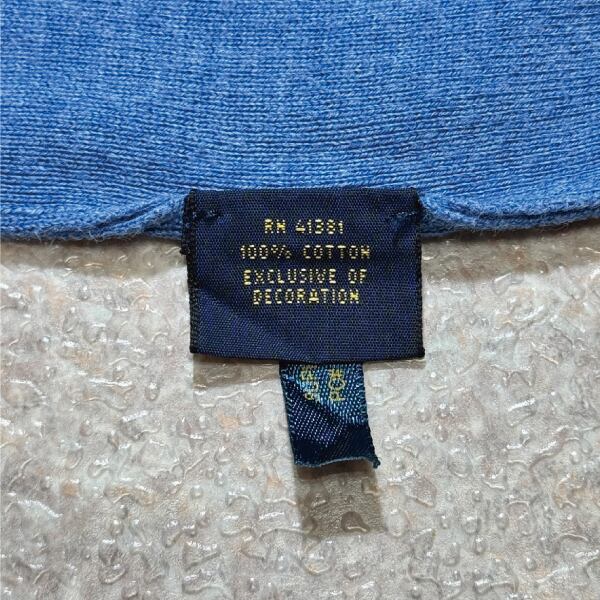 RN 41381
100% COTTON
EXCLUSIVE OF
DECORATION